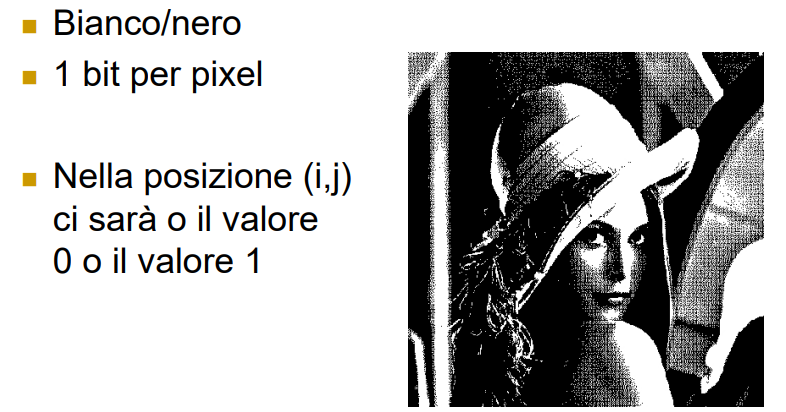 Bianco/nero
1 bit per pixel
Nella posizione (i,j)
ci sarà o il valore
0 o il valore 1